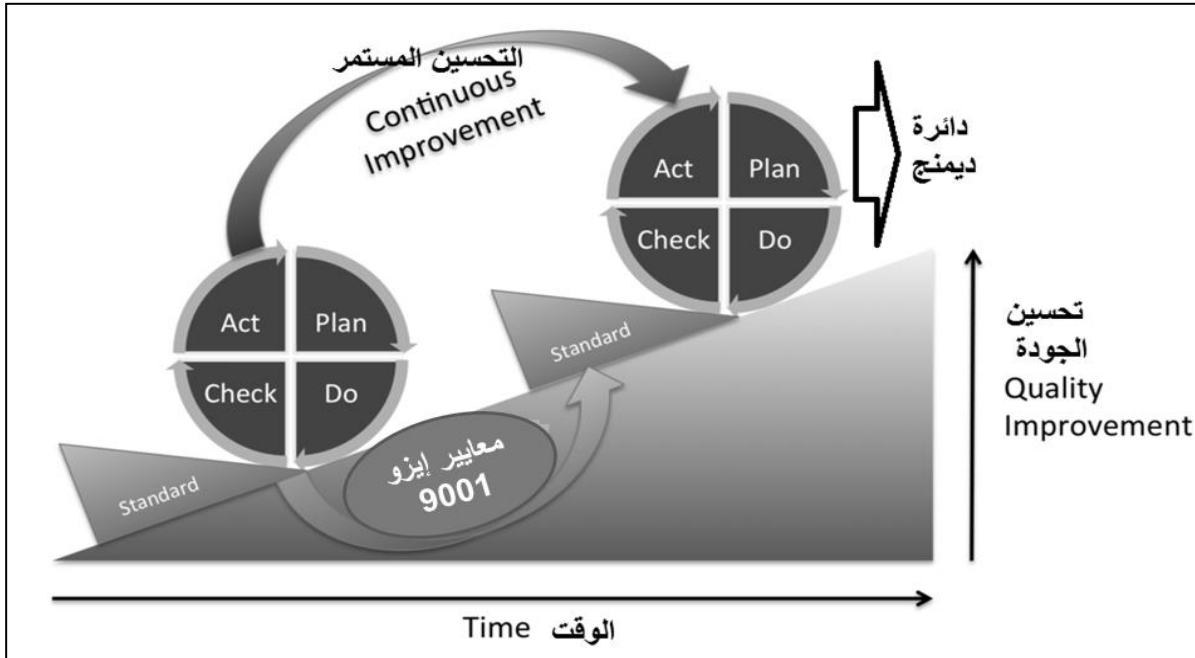 التحسين المستمر
Continuous
Improvement
Act
Plan
Check
Do
دائرة
ديمنج
Act
Plan
Check
Do
Standard
Standard
معايير إيزو
9001
تحسين
الجودة
Quality
Improvement
Time الوقت